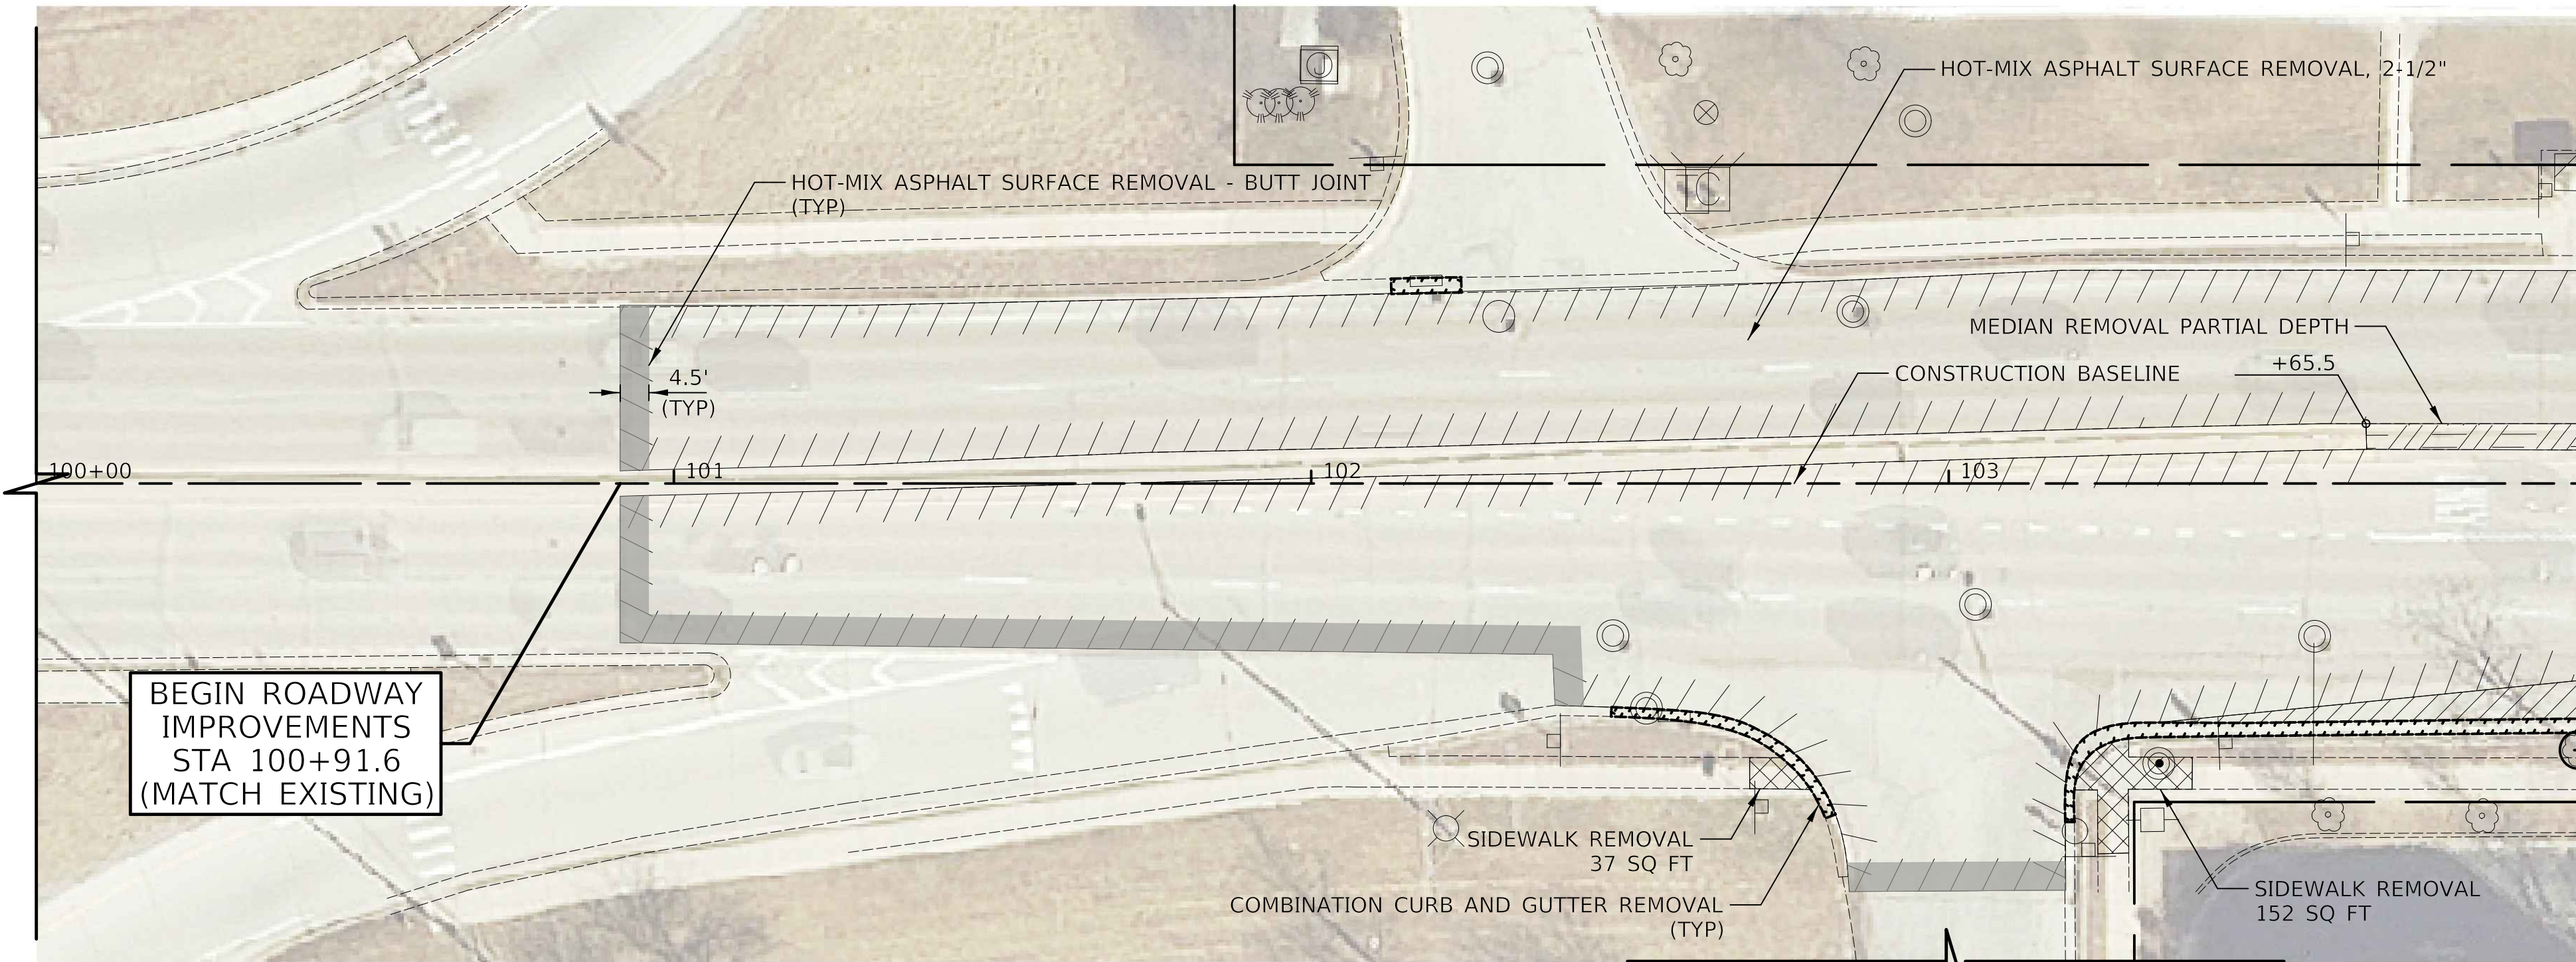 HOT-MIX ASPHALT SURFACE REMOVAL, 2-1/2"
HOT-MIX ASPHALT SURFACE REMOVAL - BUTT JOINT
(TYP)
MEDIAN REMOVAL PARTIAL DEPTH
+65.5
CONSTRUCTION BASELINE
4.5'
(TYP)
100+00
101
102
103
BEGIN ROADWAY
IMPROVEMENTS
STA 100+91.6
(MATCH EXISTING)
SIDEWALK REMOVAL
37 SQ FT
COMBINATION CURB AND GUTTER REMOVAL
(TYP)
SIDEWALK REMOVAL
152 SQ FT